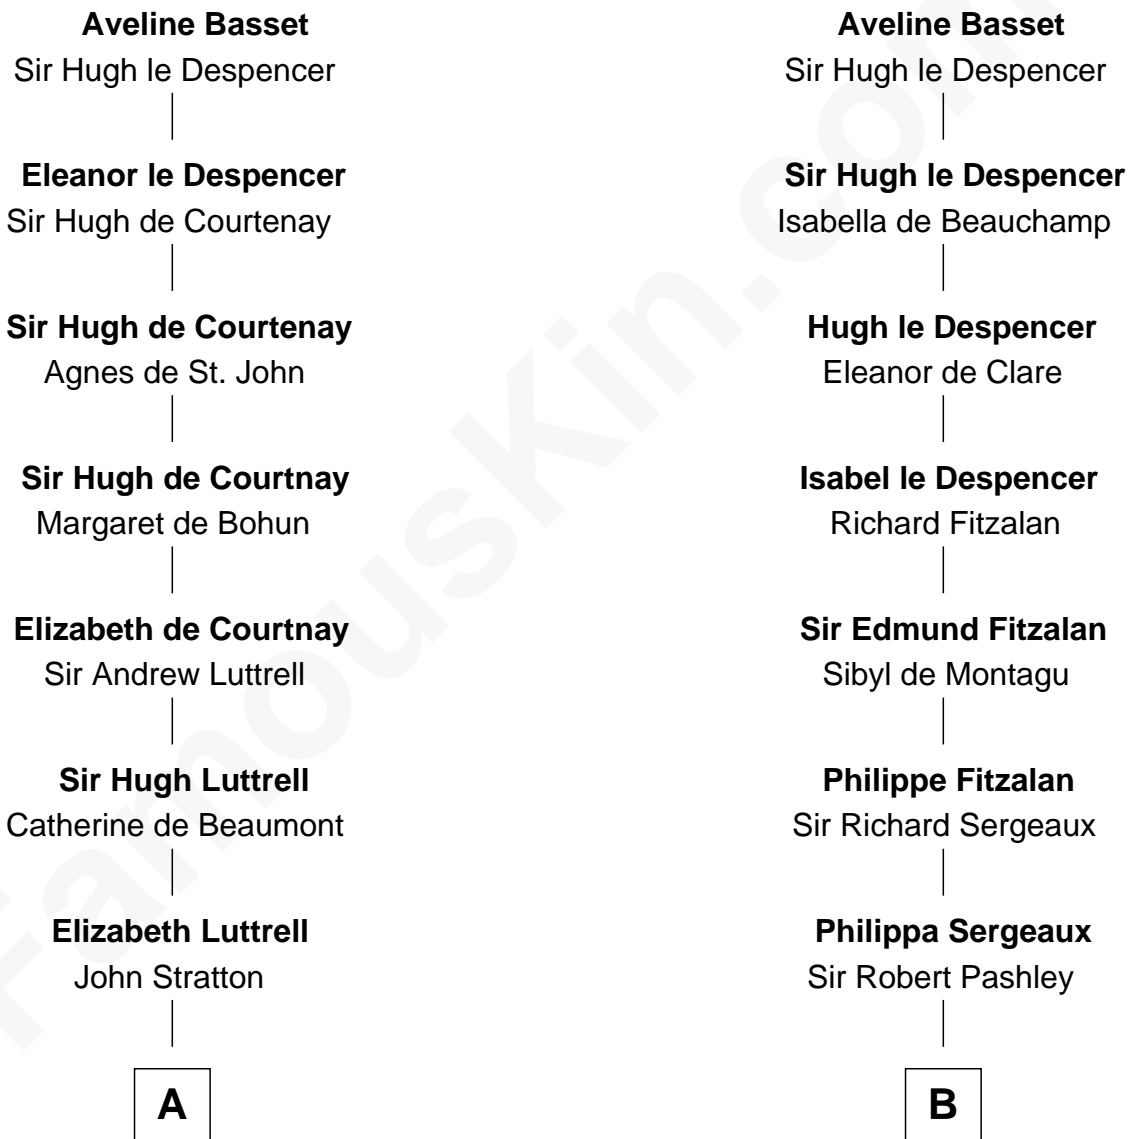 Aveline Basset
Sir Hugh le Despencer
Eleanor le Despencer
Sir Hugh de Courtenay
Sir Hugh de Courtenay
Agnes de St. John
Sir Hugh de Courtnay
Margaret de Bohun
Elizabeth de Courtnay
Sir Andrew Luttrell
Sir Hugh Luttrell
Catherine de Beaumont
Elizabeth Luttrell
John Stratton
A
Aveline Basset
Sir Hugh le Despencer
Sir Hugh le Despencer
Isabella de Beauchamp
Hugh le Despencer
Eleanor de Clare
Isabel le Despencer
Richard Fitzalan
Sir Edmund Fitzalan
Sibyl de Montagu
Philippe Fitzalan
Sir Richard Sergeaux
Philippa Sergeaux
Sir Robert Pashley
B
FamousKin.com